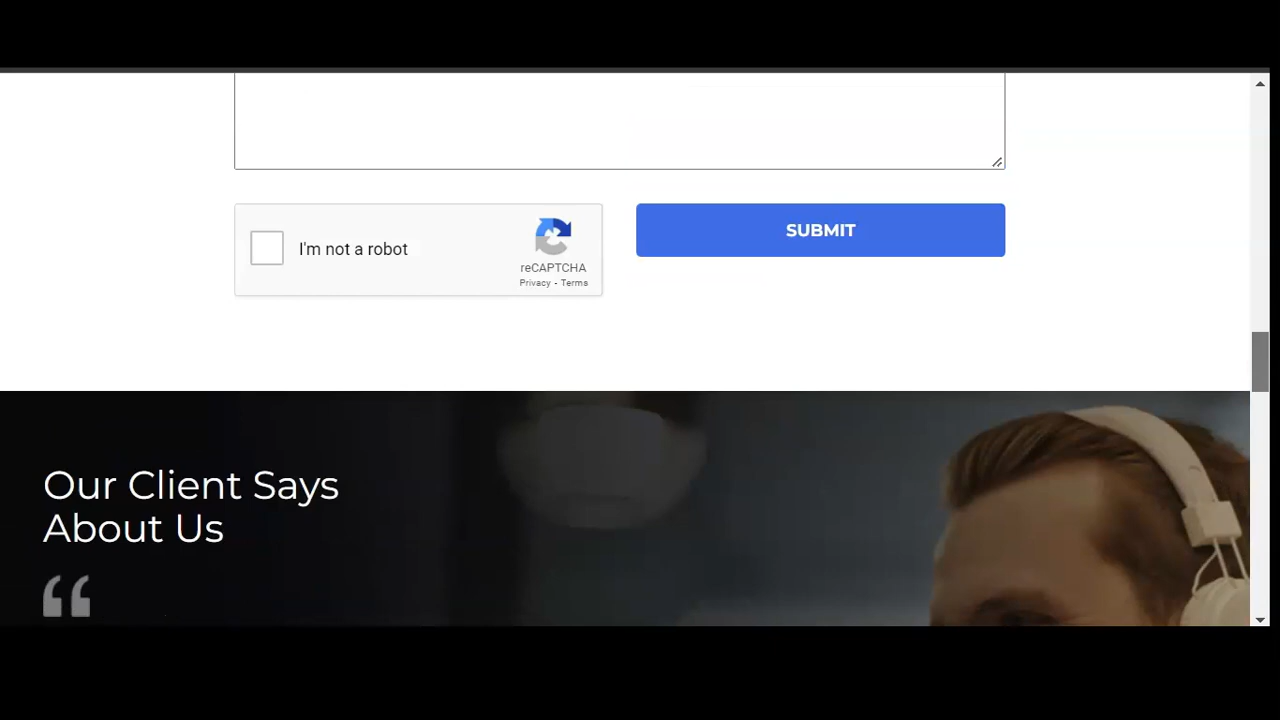 I'm not a robot
reCAPTCHA
Privacy - Terms
SUBMIT
Our Client Says
About Us
“